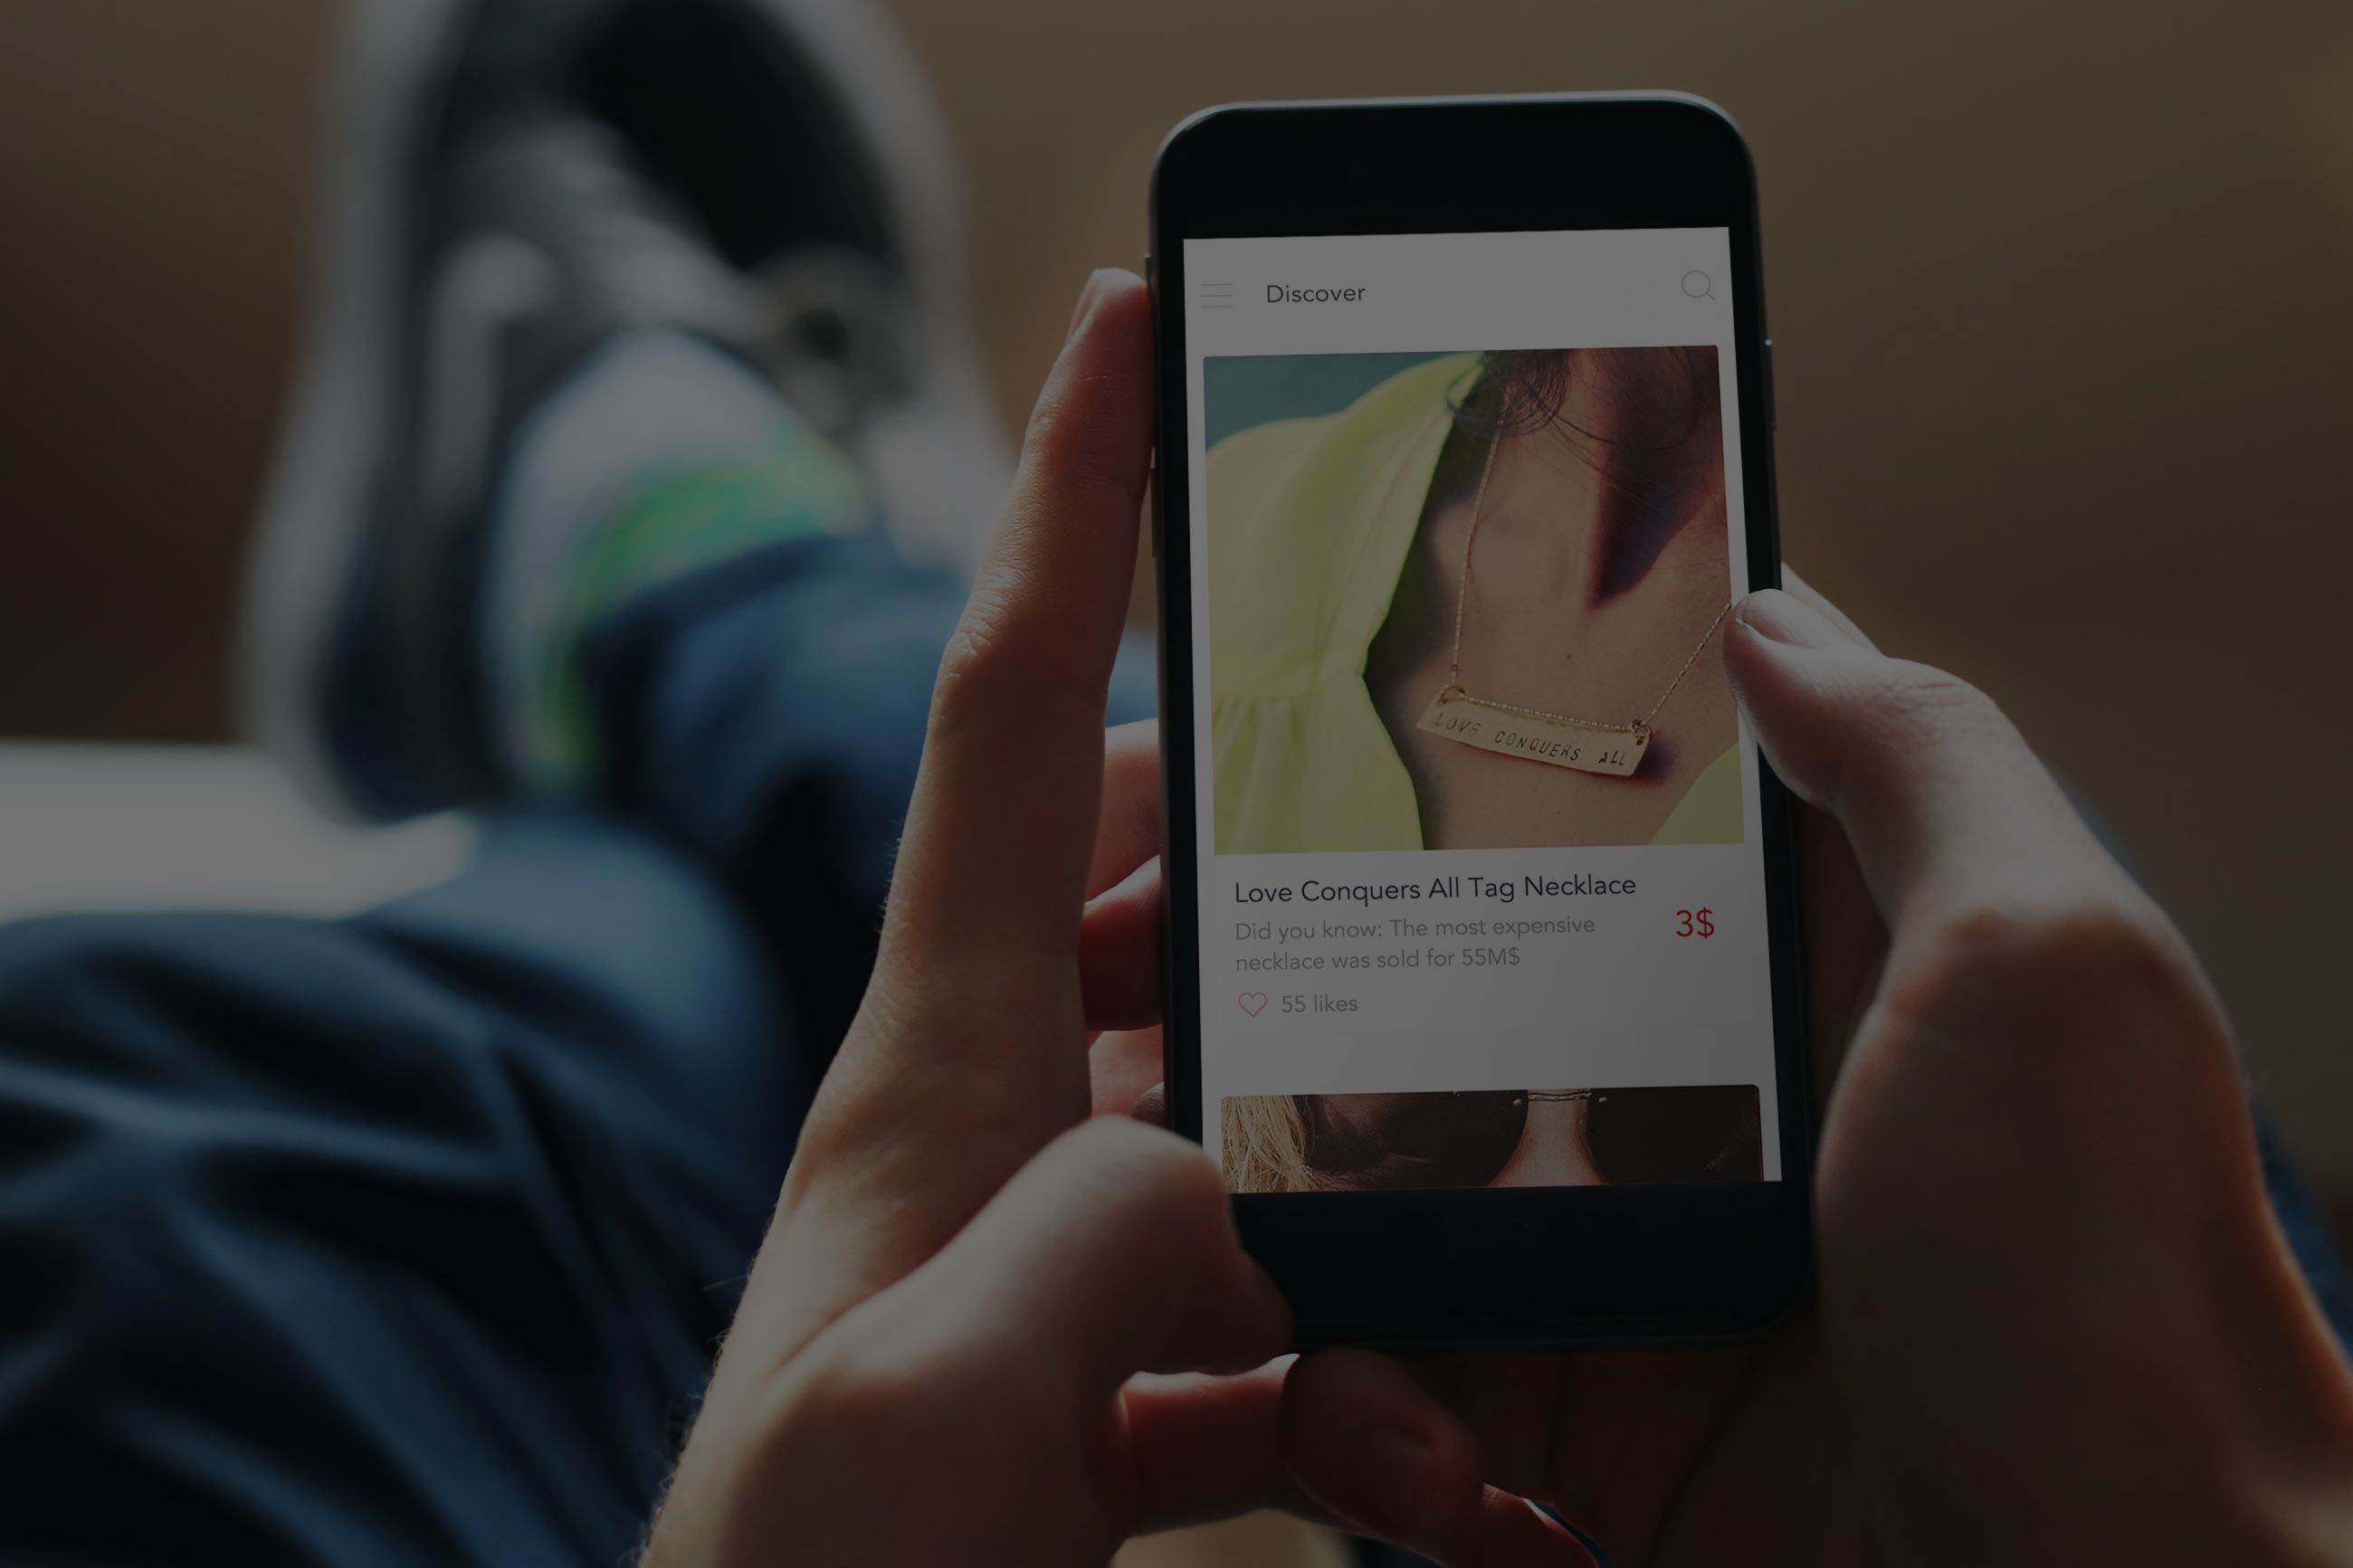 Discover
LOVE CONQUERS ALL
Love Conquers All Tag Necklace
Did you know: The most expensive
necklace was sold for 55M$
3$
55 likes